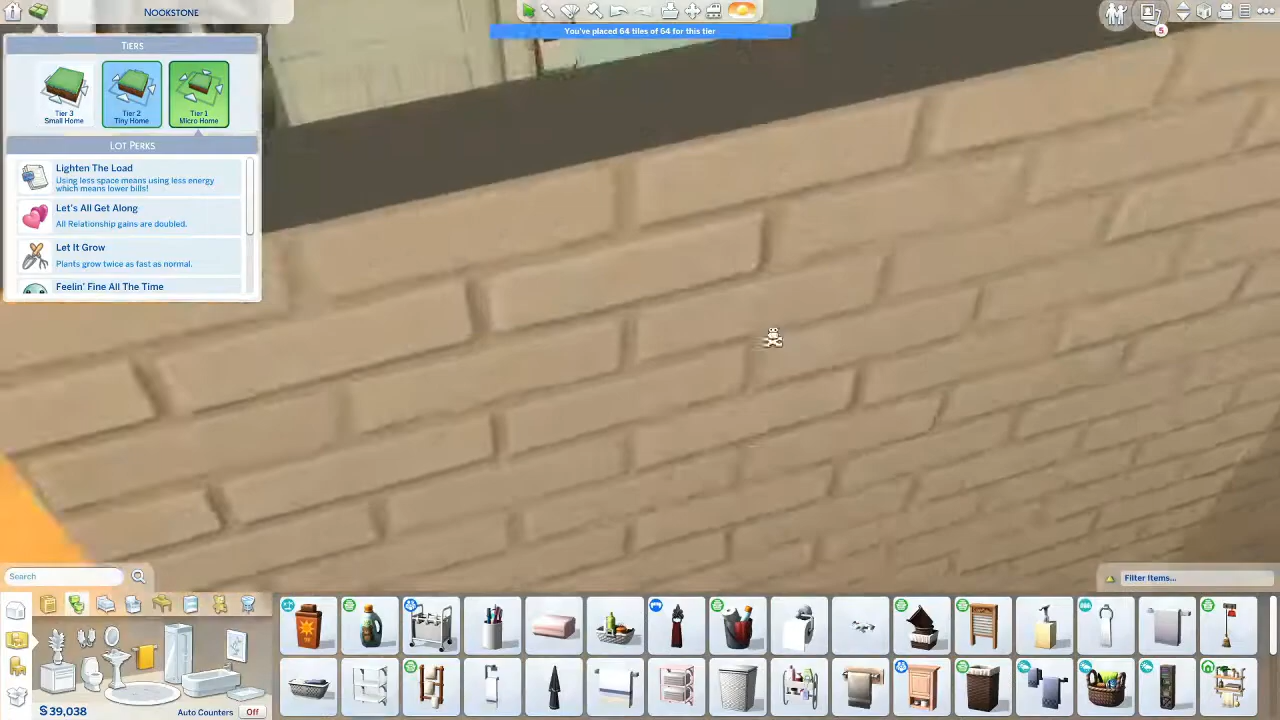 NOOKSTONE
You've placed 64 tiles of 64 for this tier
5
TIERS
Tier 3
Small Home
Tier 2
Tiny Home
Tier 1
Micro Home
LOT PERKS
Lighten The Load
Using less space means using less energy
which means lower bills!
Let's All Get Along
All Relationship gains are doubled.
Let It Grow
Plants grow twice as fast as normal.
Feelin' Fine All The Time
Search
Filter Items...
§39,038
Auto Counters
Off